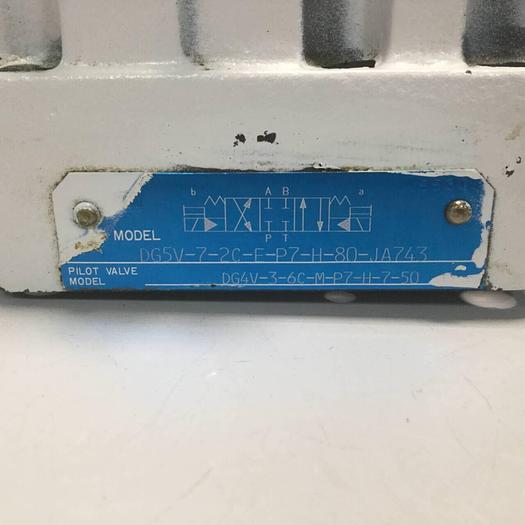 b A B a
P T
MODEL DG5V-7-2C-E-P7-H-80-JA743
PILOT VALVE
MODEL DG4V-3-6C-M-P7-H-7-50